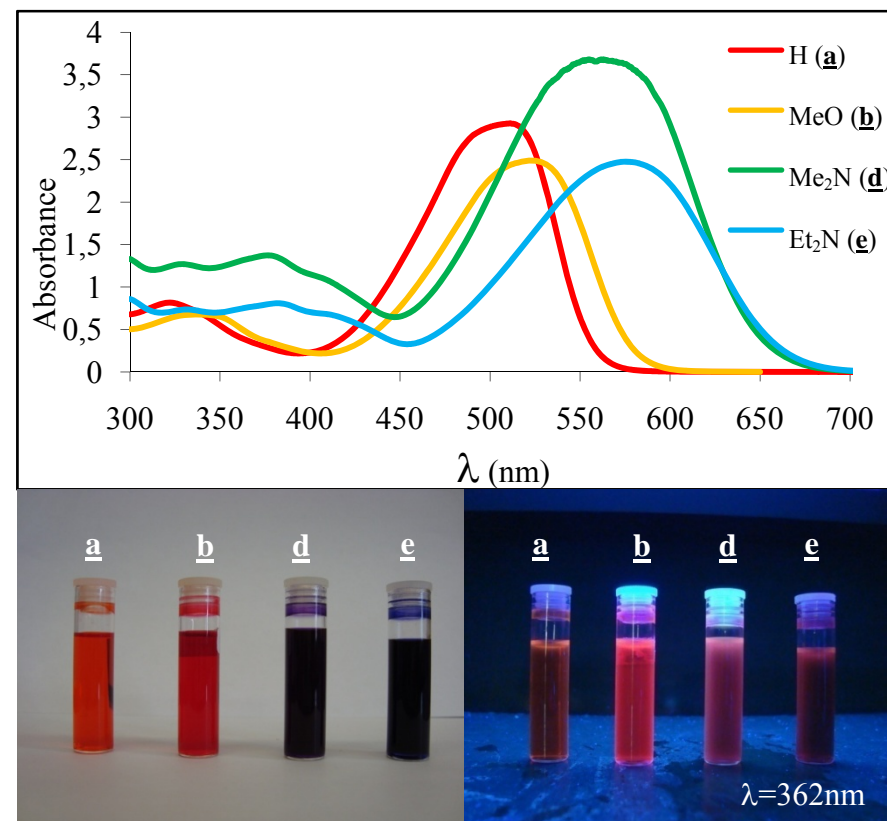 4
3,5
3
2,5
2
1,5
1
0,5
0
Absorbance
H (a)
MeO (b)
Me₂N (d)
Et₂N (e)
300 350 400 450 500 550 600 650 700
λ (nm)
a b d e
a b d e
λ=362nm